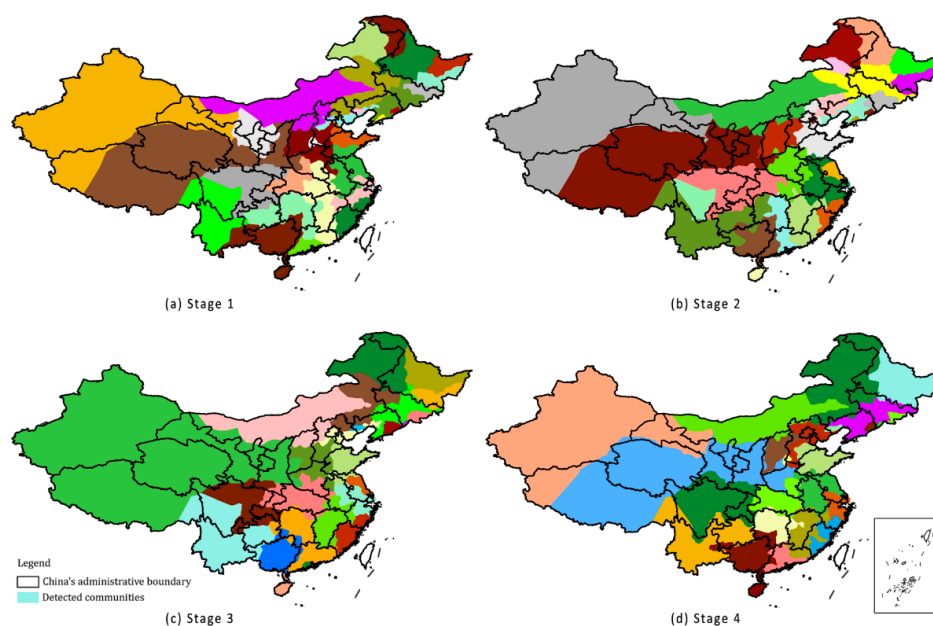 (a) Stage 1
(b) Stage 2
Legend
China's administrative boundary
Detected communities
(c) Stage 3
(d) Stage 4